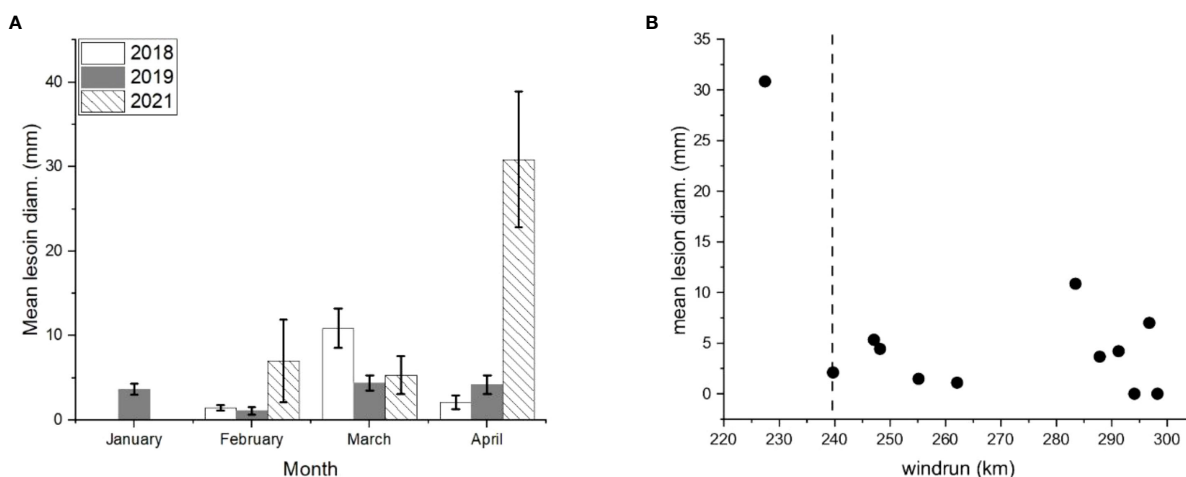 A
2018
2019
2021
Mean lesoin diam. (mm)
40
30
20
10
0
January February March April
Month
B
mean lesion diam. (mm)
35
30
25
20
15
10
5
0
220 230 240 250 260 270 280 290 300
windrun (km)